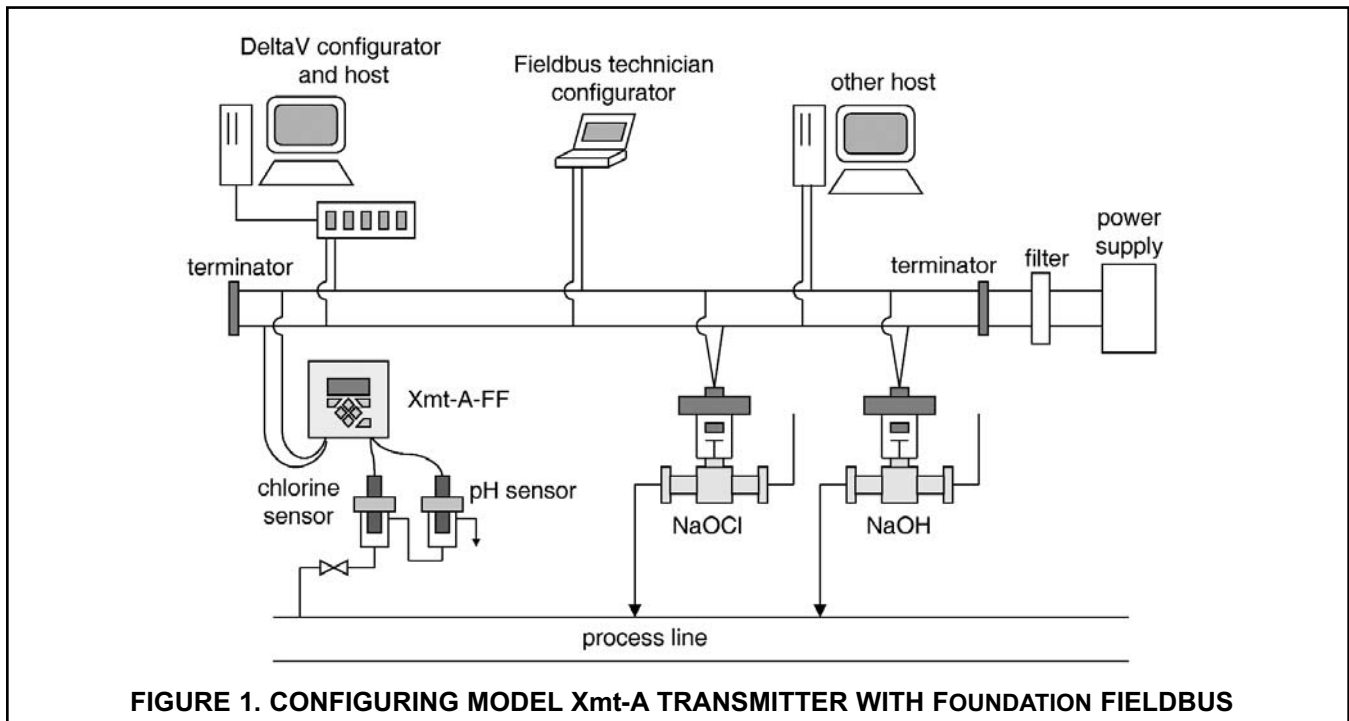 DeltaV configurator
and host
Fieldbus technician
configurator
other host
power
supply
terminator
terminator
filter
Xmt-A-FF
chlorine
sensor
pH sensor
NaOCl
NaOH
process line
FIGURE 1. CONFIGURING MODEL Xmt-A TRANSMITTER WITH FOUNDATION FIELDBUS